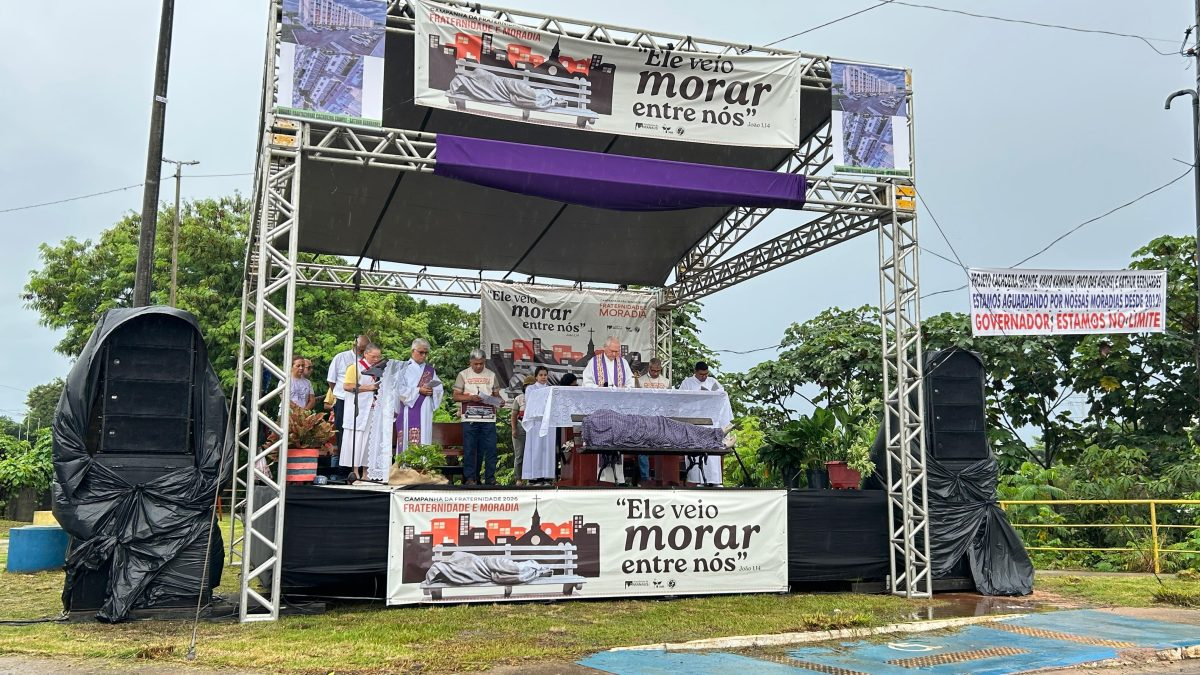 CAMPANHA DA FRATERNIDADE 2026
FRATERNIDADE E MORADIA
"Ele veio
morar
entre nós"
João 1,14
Ele veio
morar
entre nós"
FRATERNIDADE
MORADIA
ESTAMOS AGUARDANDO POR NOSSAS MORADIAS DESDE 2012!
GOVERNADOR, ESTAMOS NO LIMITE
CAMPANHA DA FRATERNIDADE 2026
FRATERNIDADE E MORADIA
"Ele veio
morar
entre nós"
João 1,14